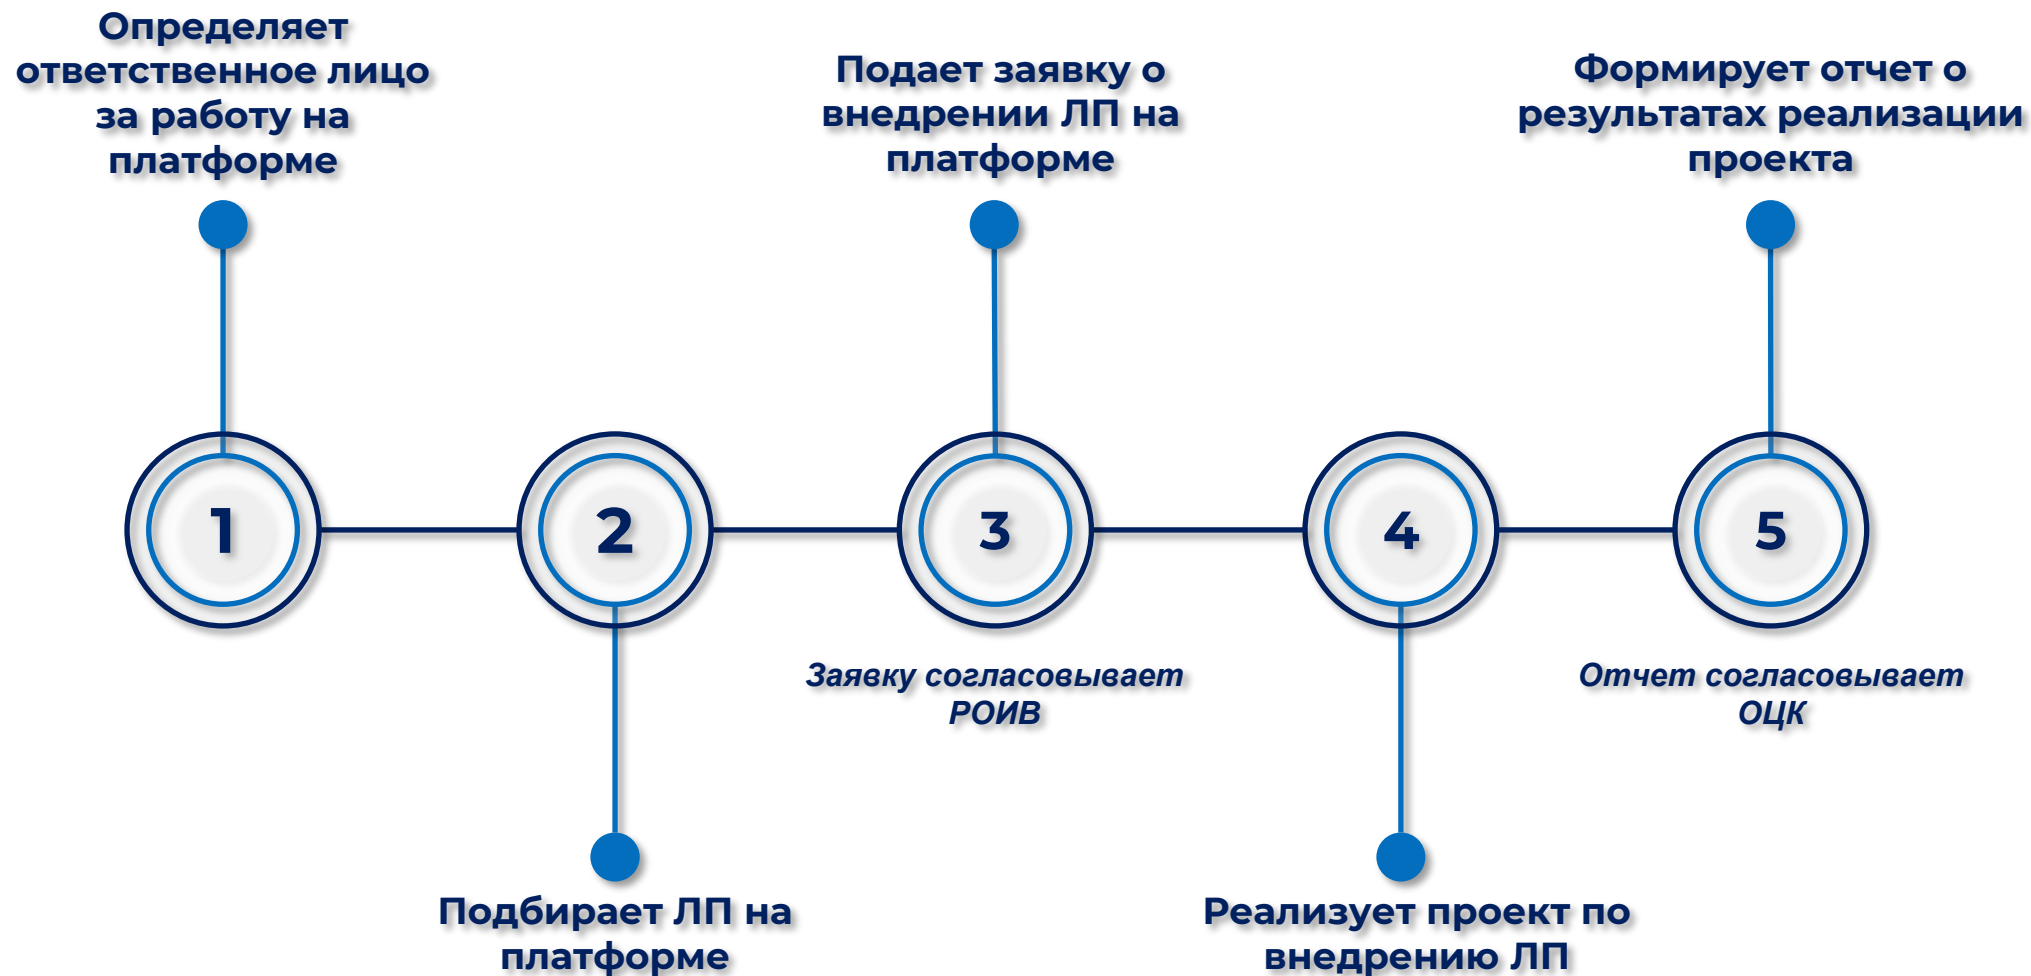 Определяет
ответственное лицо
за работу на
платформе
Подает заявку о
внедрении ЛП на
платформе
Формирует отчет о
результатах реализации
проекта
1
2
3
4
5
Заявку согласовывает
РОИВ
Отчет согласовывает
ОЦК
Подбирает ЛП на
платформе
Реализует проект по
внедрению ЛП